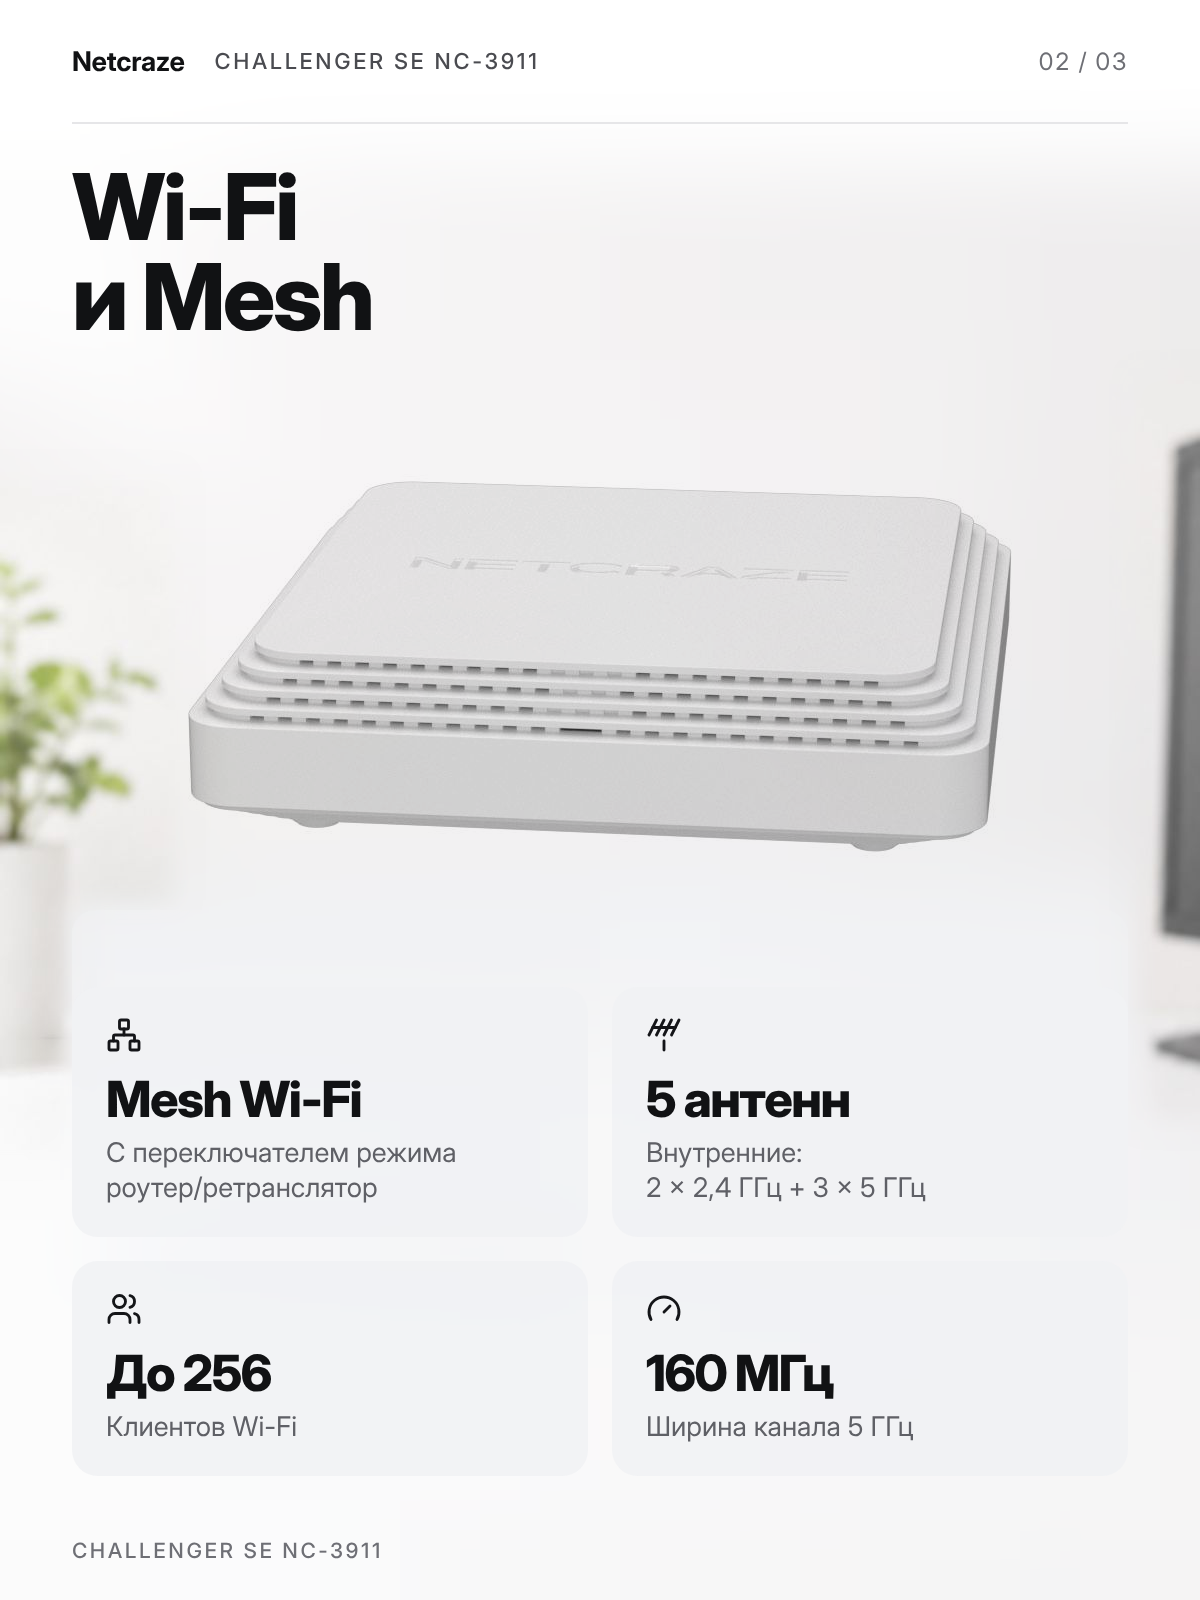 Netcraze CHALLENGER SE NC-3911 02 / 03
Wi-Fi
и Mesh
NETCRAZE
Mesh Wi-Fi
С переключателем режима
роутер/ретранслятор
5 антенн
Внутренние:
2 × 2,4 ГГц + 3 × 5 ГГц
До 256
Клиентов Wi-Fi
160 МГц
Ширина канала 5 ГГц
CHALLENGER SE NC-3911